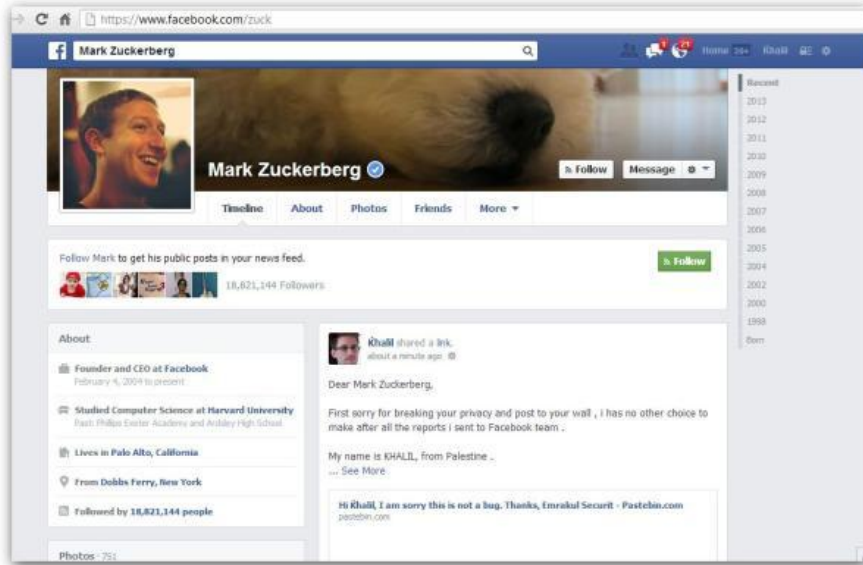 https://www.facebook.com/zuck
f Mark Zuckerberg
1 21 Home 20+ Khalil
Mark Zuckerberg
Follow Message
Timeline About Photos Friends More
Recent
2013
2012
2011
2010
2009
2008
2007
2006
2005
2004
2002
2000
1998
Born
Follow Mark to get his public posts in your news feed.
Follow
18,821,144 Followers
About
Founder and CEO at Facebook
February 4, 2004 to present
Studied Computer Science at Harvard University
Past: Phillips Exeter Academy and Ardsley High School
Lives in Palo Alto, California
From Dobbs Ferry, New York
Followed by 18,821,144 people
Photos · 751
Khalil shared a link.
about a minute ago
Dear Mark Zuckerberg,
First sorry for breaking your privacy and post to your wall , i has no other choice to
make after all the reports i sent to Facebook team .
My name is KHALIL, from Palestine .
... See More
Hi Khalil, I am sorry this is not a bug. Thanks, Emrakul Securit - Pastebin.com
pastebin.com